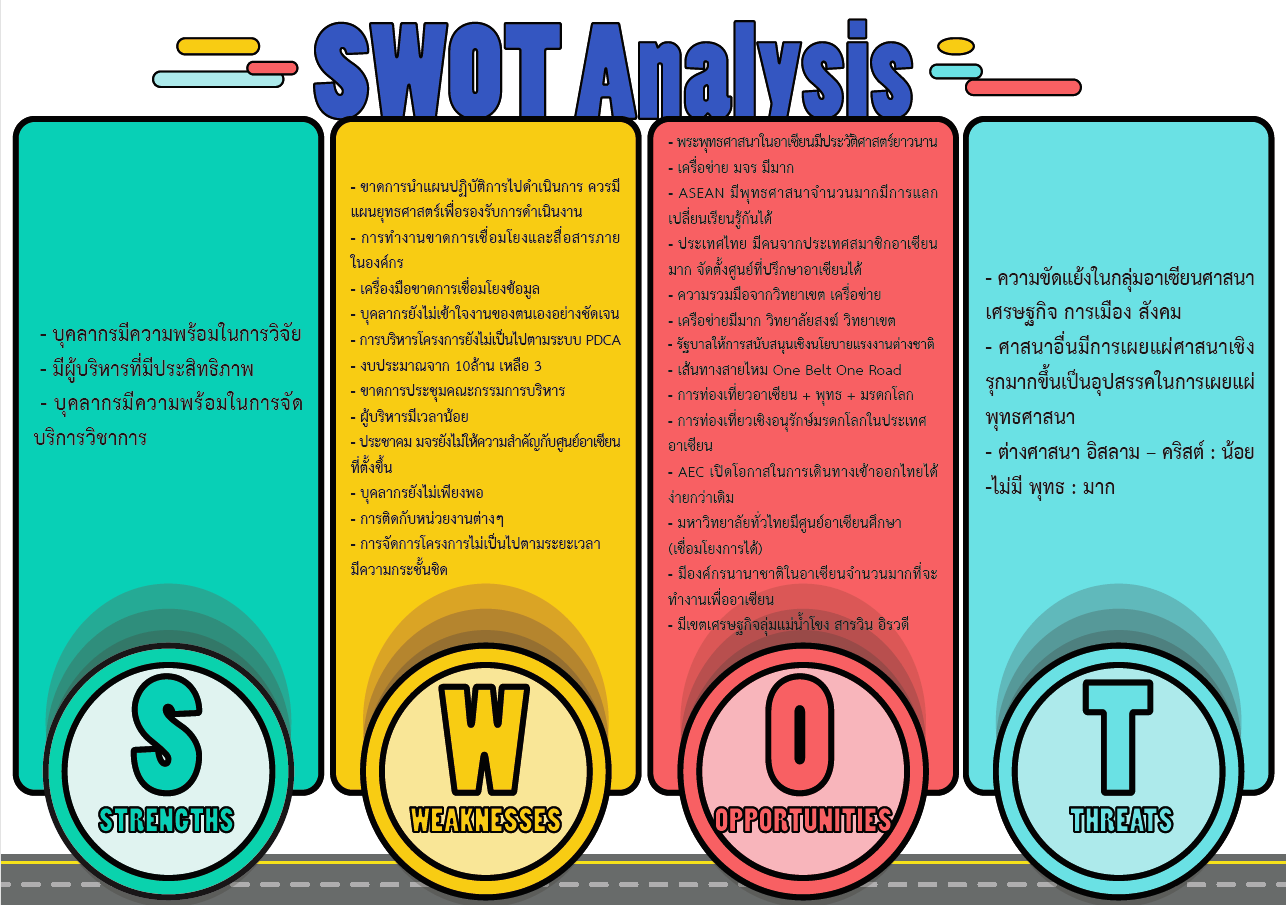 SWOT Analysis
- บุคลากรมีความพร้อมในการวิจัย
- มีผู้บริหารที่มีประสิทธิภาพ
- บุคลากรมีความพร้อมในการจัด
บริการวิชาการ
STRENGTHS
S
- ขาดการนำแผนปฏิบัติการไปดำเนินการ ควรมี
แผนยุทธศาสตร์เพื่อรองรับการดำเนินงาน
- การทำงานขาดการเชื่อมโยงและสื่อสารภาย
ในองค์กร
- เครื่องมือขาดการเชื่อมโยงข้อมูล
- บุคลากรยังไม่เข้าใจงานของตนเองอย่างชัดเจน
- การบริหารโครงการยังไม่เป็นไปตามระบบ PDCA
- งบประมาณจาก 10ล้าน เหลือ 3
- ขาดการประชุมคณะกรรมการบริหาร
- ผู้บริหารมีเวลาน้อย
- ประชาคม มจรยังไม่ให้ความสำคัญกับศูนย์อาเซียน
ที่ตั้งขึ้น
- บุคลากรยังไม่เพียงพอ
- การติดกับหน่วยงานต่างๆ
- การจัดการโครงการไม่เป็นไปตามระยะเวลา
มีความกระชั้นชิด
W
WEAKNESSES
- พระพุทธศาสนาในอาเซียนมีประวัติศาสตร์ยาวนาน
- เครื่อข่าย มจร มีมาก
- ASEAN มีพุทธศาสนาจำนวนมากมีการแลก
เปลี่ยนเรียนรู้กันได้
- ประเทศไทย มีคนจากประเทศสมาชิกอาเซียน
มาก จัดตั้งศูนย์ที่ปรึกษาอาเซียนได้
- ความรวมมือจากวิทยาเขต เครื่อข่าย
- เครือข่ายมีมาก วิทยาลัยสงฆ์ วิทยาเขต
- รัฐบาลให้การสนับสนุนเชิงนโยบายแรงงานต่างชาติ
- เส้นทางสายไหม One Belt One Road
- การท่องเที่ยวอาเซียน + พุทธ + มรดกโลก
- การท่องเที่ยวเชิงอนุรักษ์มรดกโลกในประเทศ
อาเซียน
- AEC เปิดโอกาสในการเดินทางเข้าออกไทยได้
ง่ายกว่าเดิม
- มหาวิทยาลัยทั่วไทยมีศูนย์อาเซียนศึกษา
(เชื่อมโยงการได้)
- มีองค์กรนานาชาติในอาเซียนจำนวนมากที่จะ
ทำงานเพื่ออาเซียน
- มีเขตเศรษฐกิจลุ่มแม่น้ำโขง สารวิน อิรวดี
O
OPPORTUNITIES
- ความขัดแย้งในกลุ่มอาเซียนศาสนา
เศรษฐกิจ การเมือง สังคม
- ศาสนาอื่นมีการเผยแผ่ศาสนาเชิง
รุกมากขึ้นเป็นอุปสรรคในการเผยแผ่
พุทธศาสนา
- ต่างศาสนา อิสลาม – คริสต์ : น้อย
-ไม่มี พุทธ : มาก
T
THREATS